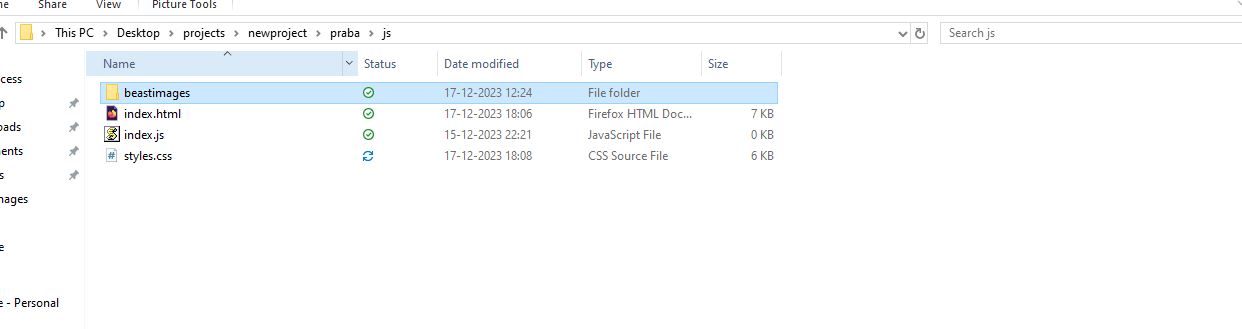 ne Share View Picture Tools
This PC > Desktop > projects > newproject > praba > js
Search js
Name Status Date modified Type Size
beastimages 17-12-2023 12:24 File folder
index.html 17-12-2023 18:06 Firefox HTML Doc... 7 KB
index.js 15-12-2023 22:21 JavaScript File 0 KB
styles.css 17-12-2023 18:08 CSS Source File 6 KB
cess
p
oads
ents
s
nages
e
e - Personal